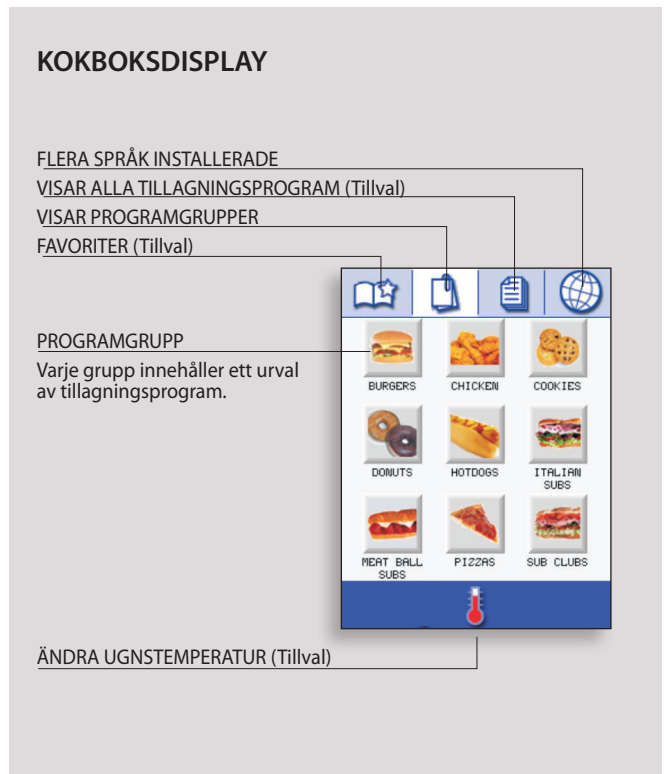 KOKBOKSDISPLAY
FLERA SPRÅK INSTALLERADE
VISAR ALLA TILLAGNINGSPROGRAM (Tillval)
VISAR PROGRAMGRUPPER
FAVORITER (Tillval)
PROGRAMGRUPP
Varje grupp innehåller ett urval
av tillagningsprogram.
BURGERS
CHICKEN
COOKIES
DONUTS
HOTDOGS
ITALIAN
SUBS
MEAT BALL
SUBS
PIZZAS
SUB CLUBS
ÄNDRA UGNSTEMPERATUR (Tillval)